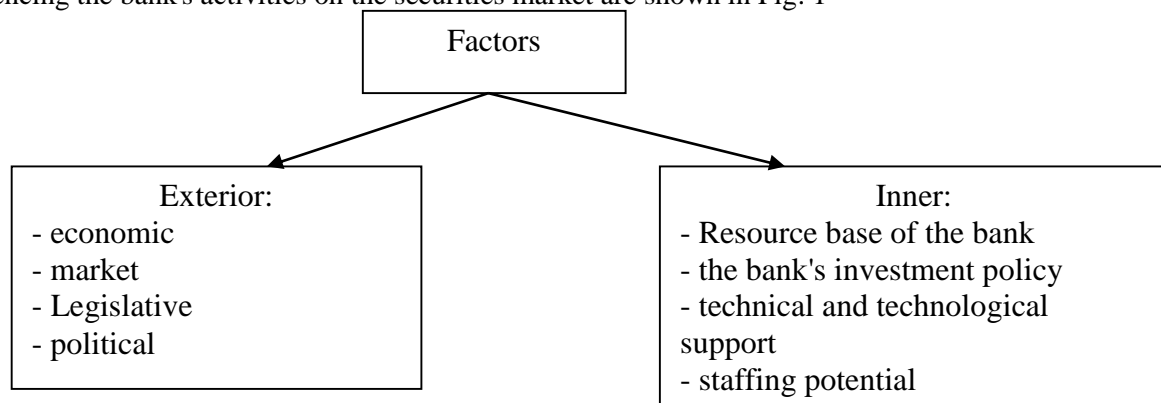 the bank's activities on the securities market are shown in Fig. 1
Factors
Exterior:
- economic
- market
- Legislative
- political
Inner:
- Resource base of the bank
- the bank's investment policy
- technical and technological
support
- staffing potential